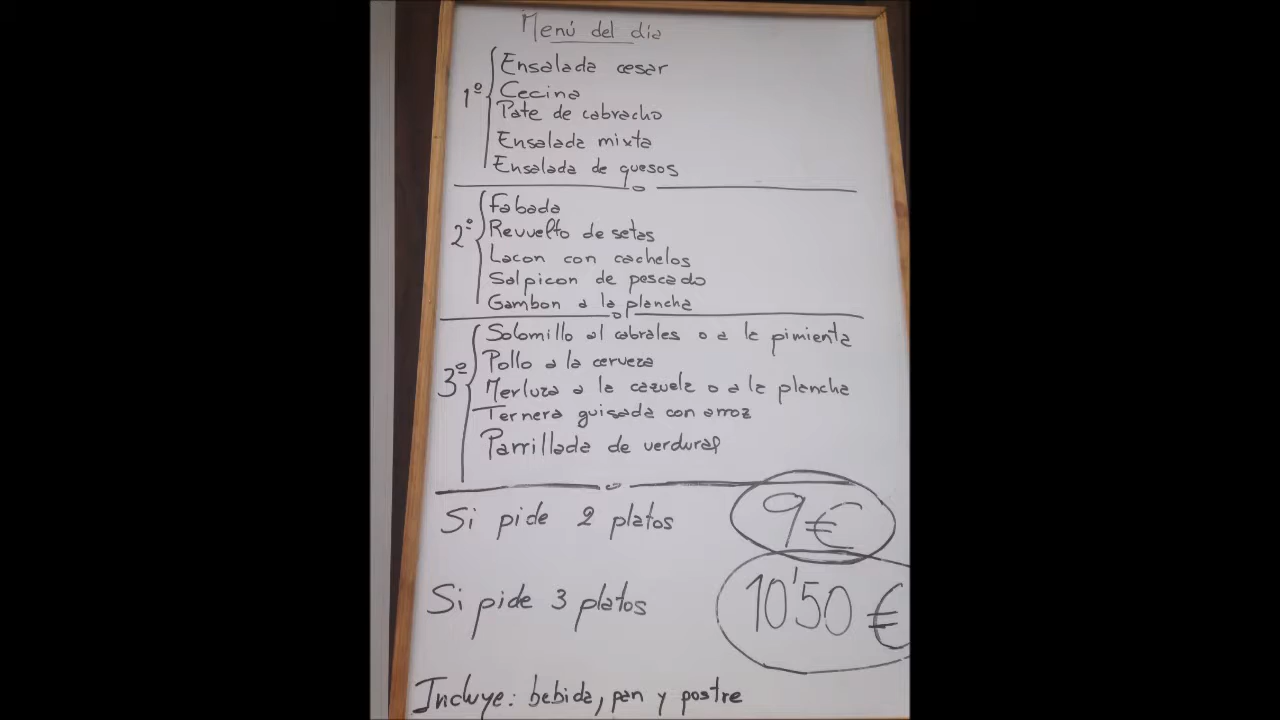 Menú del día
1º
Ensalada cesar
Cecina
Pate de cabracho
Ensalada mixta
Ensalada de quesos
2º
Fabada
Revuelto de setas
Lacon con cachelos
Salpicon de pescado
Gambon a la plancha
3º
Solomillo al cabrales o a la pimienta
Pollo a la cerveza
Merluza a la cazuela o a la plancha
Ternera guisada con arroz
Parrillada de verduras
Si pide 2 platos 9€
Si pide 3 platos 10'50 €
Incluye: bebida, pan y postre